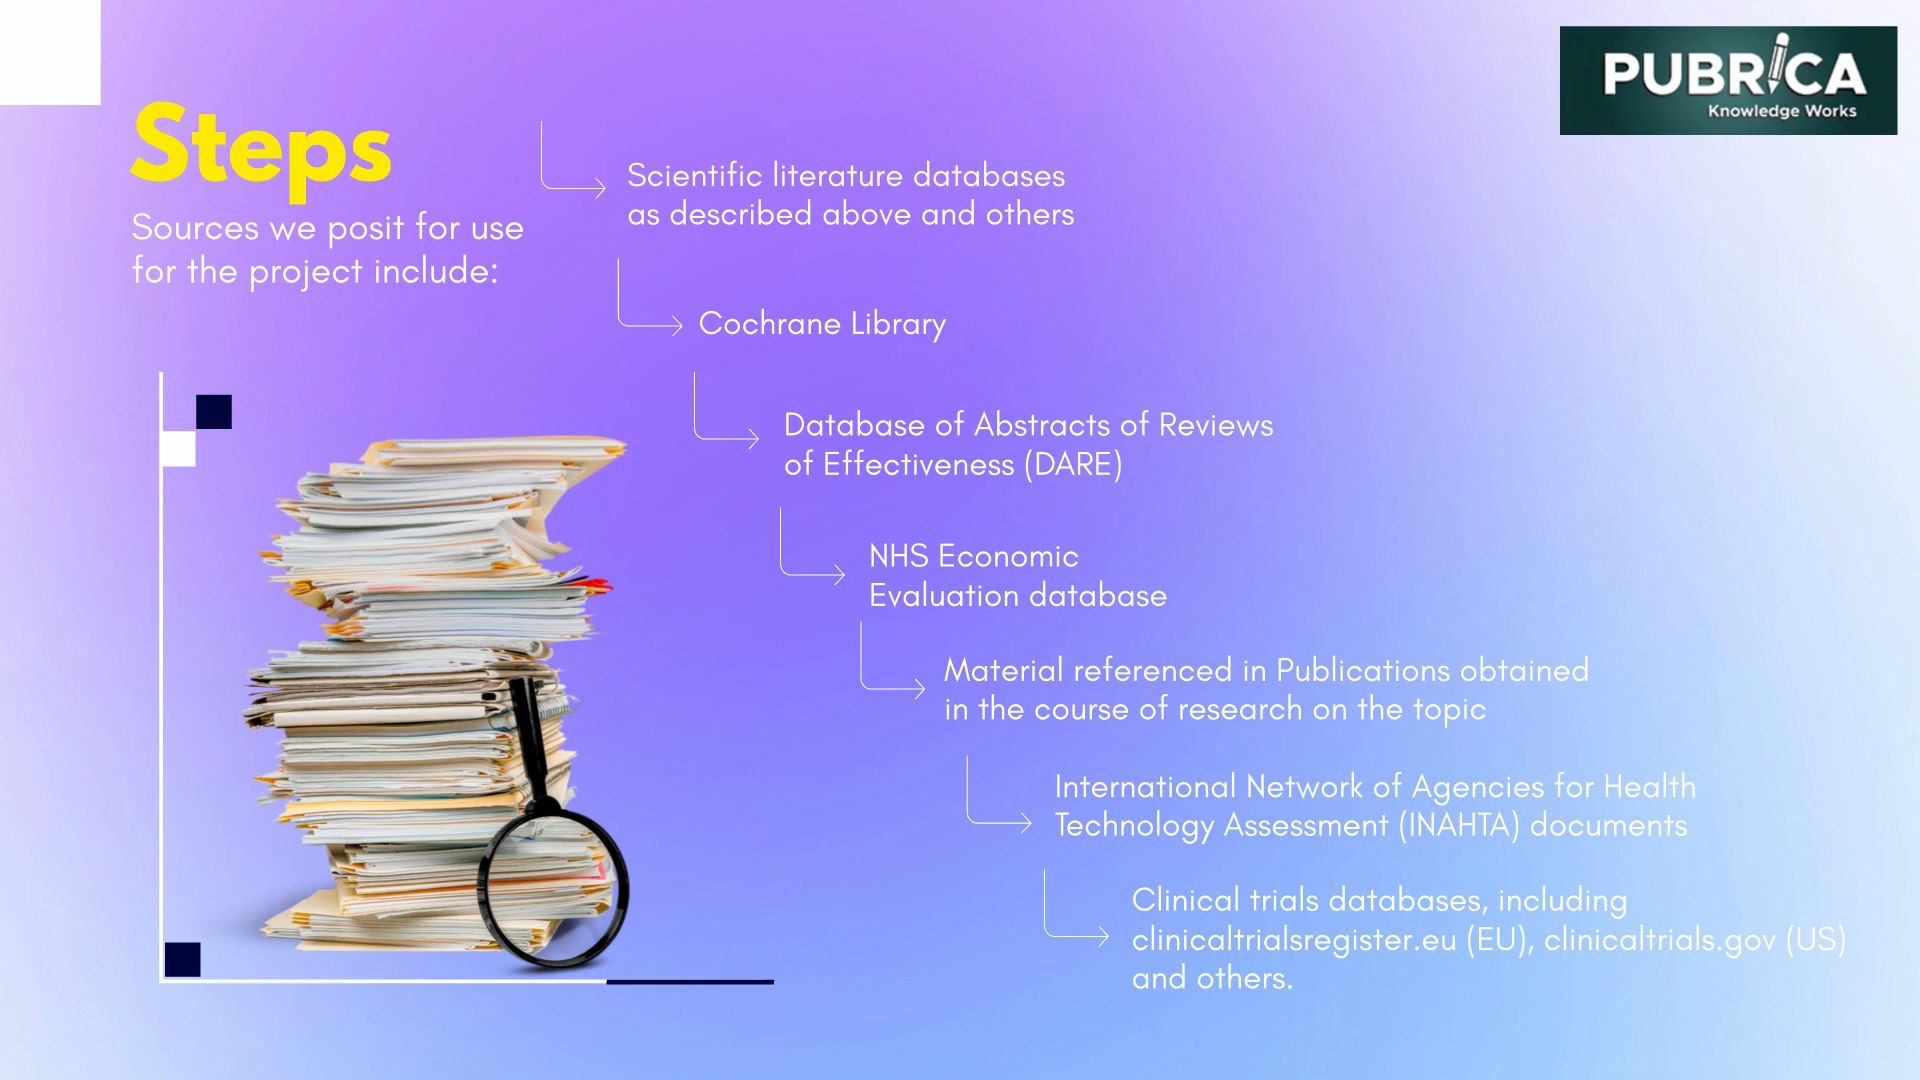 PUBRICA
Knowledge Works
Steps
Sources we posit for use
for the project include:
Scientific literature databases
as described above and others
Cochrane Library
Database of Abstracts of Reviews
of Effectiveness (DARE)
NHS Economic
Evaluation database
Material referenced in Publications obtained
in the course of research on the topic
International Network of Agencies for Health
Technology Assessment (INAHTA) documents
Clinical trials databases, including
clinicaltrialsregister.eu (EU), clinicaltrials.gov (US)
and others.